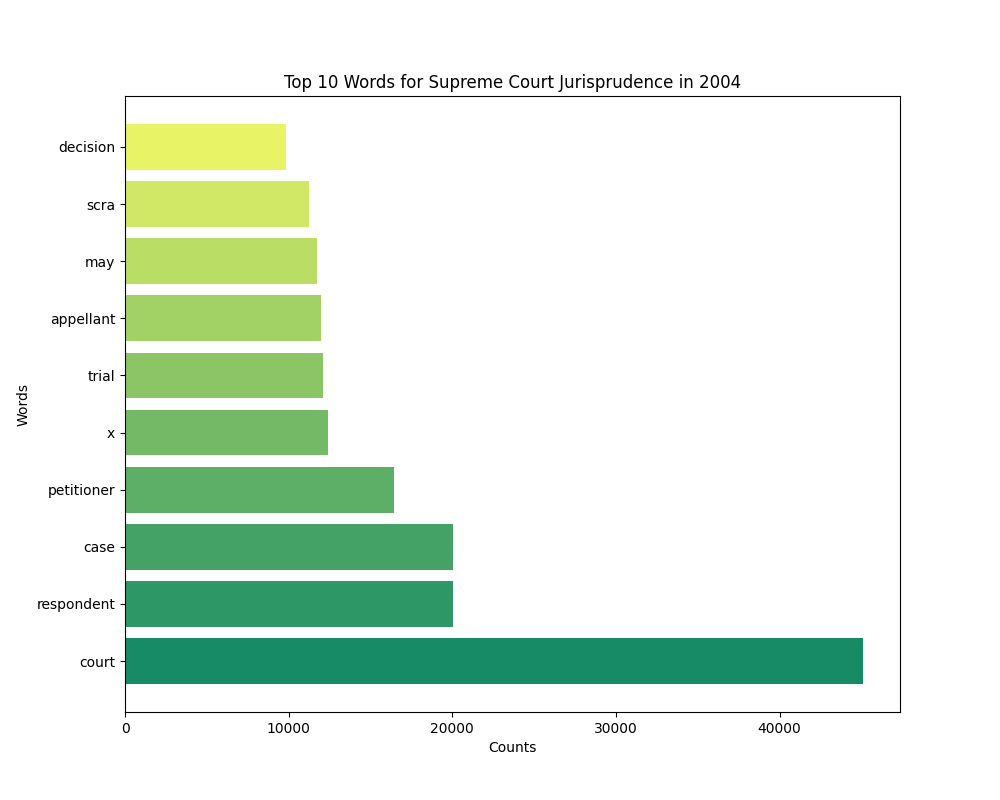 Top 10 Words for Supreme Court Jurisprudence in 2004
decision
scra
may
appellant
trial
x
petitioner
case
respondent
court
Words
0 10000 20000 30000 40000
Counts